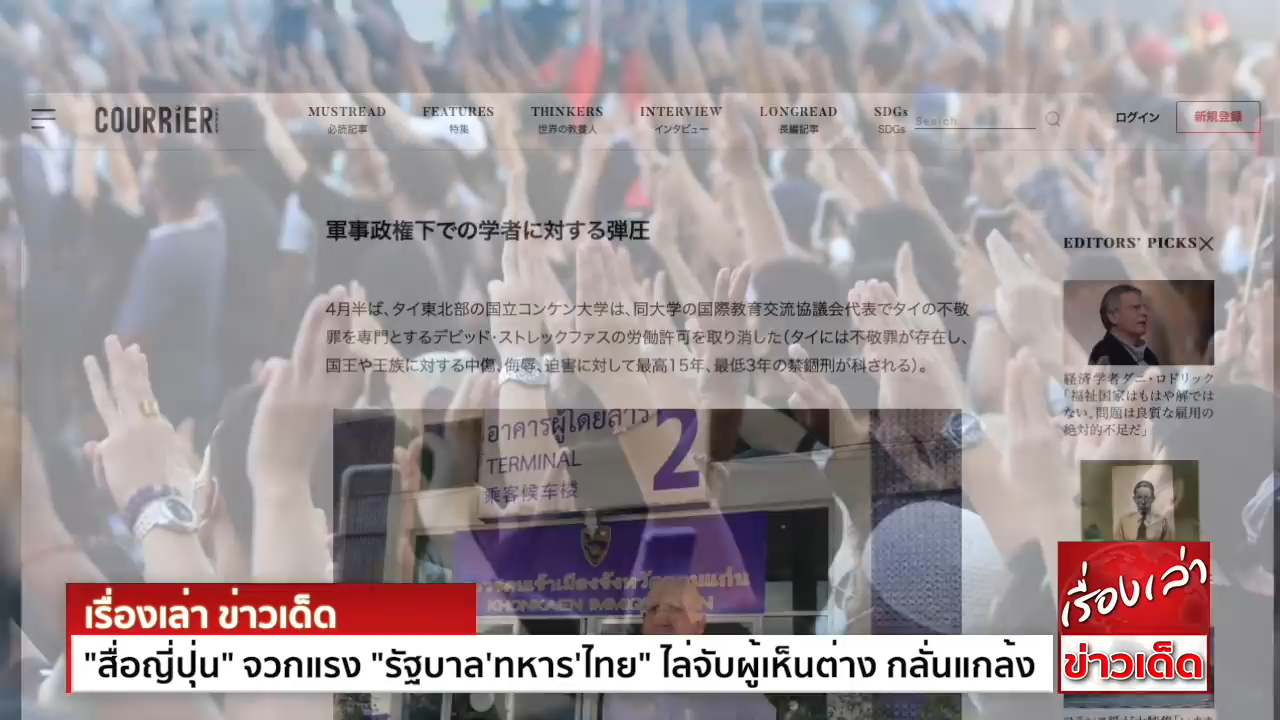 COURRiER
MUSTREAD
必読記事
FEATURES
特集
THINKERS
世界の教養人
INTERVIEW
インタビュー
LONGREAD
長編記事
SDGs
SDGs
Search
ログイン
新規登録
軍事政権下での学者に対する弾圧
4月半ば、タイ東北部の国立コンケン大学は、同大学の国際教育交流協議会代表でタイの不敬
罪を専門とするデビッド・ストレックファスの労働許可を取り消した（タイには不敬罪が存在し、
国王や王族に対する中傷、侮辱、迫害に対して最高15年、最低3年の禁錮刑が科される）。
EDITORS' PICKS
経済学者ダニ・ロドリック
「福祉国家はもはや解では
ない。問題は良質な雇用の
絶対的不足だ」
อาคารผู้โดยสาร
2
TERMINAL
乘客候车楼
KHONKAEN
เรื่องเล่า ข่าวเด็ด
"สื่อญี่ปุ่น" จวกแรง "รัฐบาล'ทหาร'ไทย" ไล่จับผู้เห็นต่าง กลั่นแกล้ง
เรื่องเล่า
ข่าวเด็ด